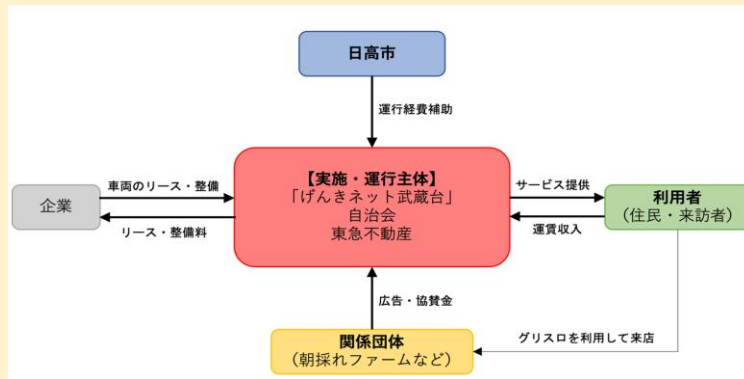 日高市
運行経費補助
【実施・運行主体】
「げんきネット武蔵台」
自治会
東急不動産
車両のリース・整備
企業
リース・整備料
サービス提供
利用者
（住民・来訪者）
運賃収入
広告・協賛金
関係団体
（朝採れファームなど）
グリスロを利用して来店